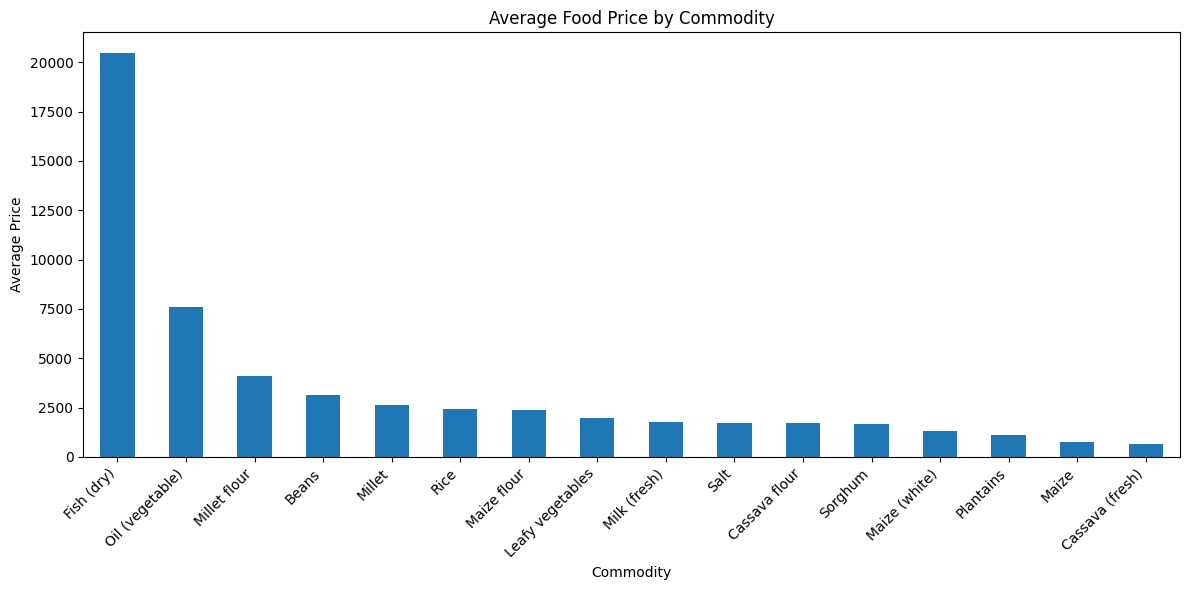 Average Food Price by Commodity
Average Price
20000
17500
15000
12500
10000
7500
5000
2500
0
Fish (dry)
Oil (vegetable)
Millet flour
Beans
Millet
Rice
Maize flour
Leafy vegetables
Milk (fresh)
Salt
Cassava flour
Sorghum
Maize (white)
Plantains
Maize
Cassava (fresh)
Commodity